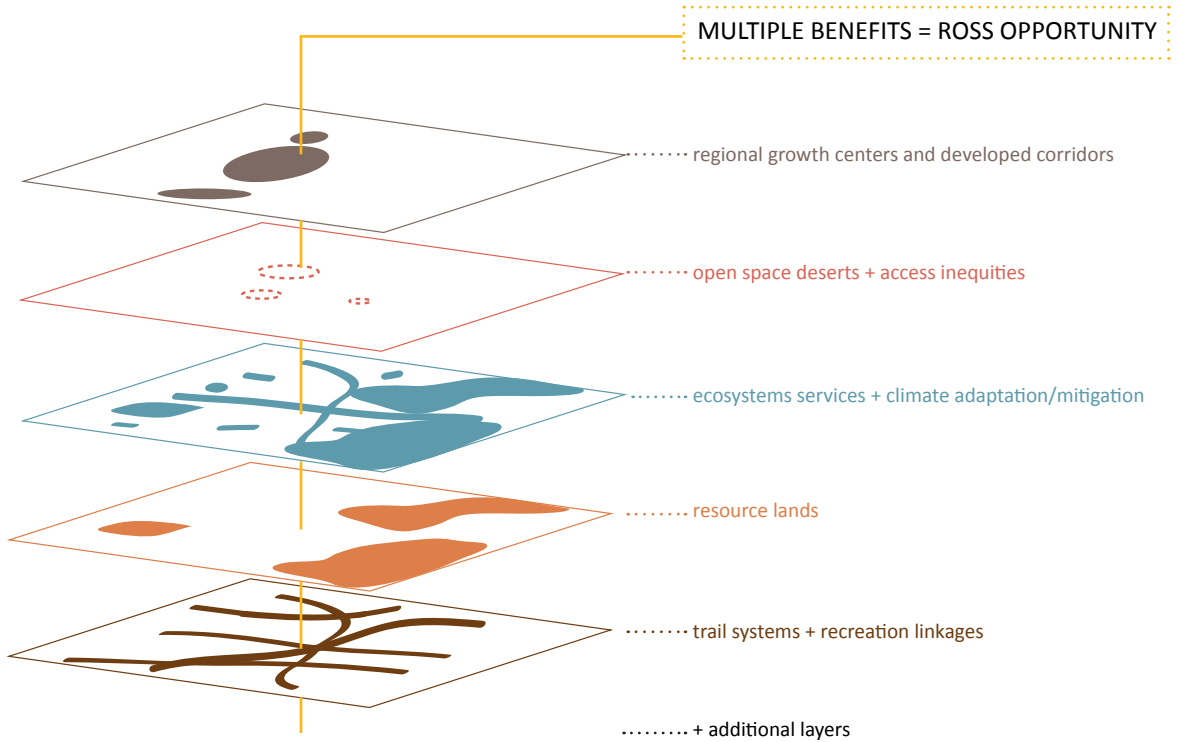 MULTIPLE BENEFITS = ROSS OPPORTUNITY
regional growth centers and developed corridors
open space deserts + access inequities
ecosystems services + climate adaptation/mitigation
resource lands
trail systems + recreation linkages
+ additional layers